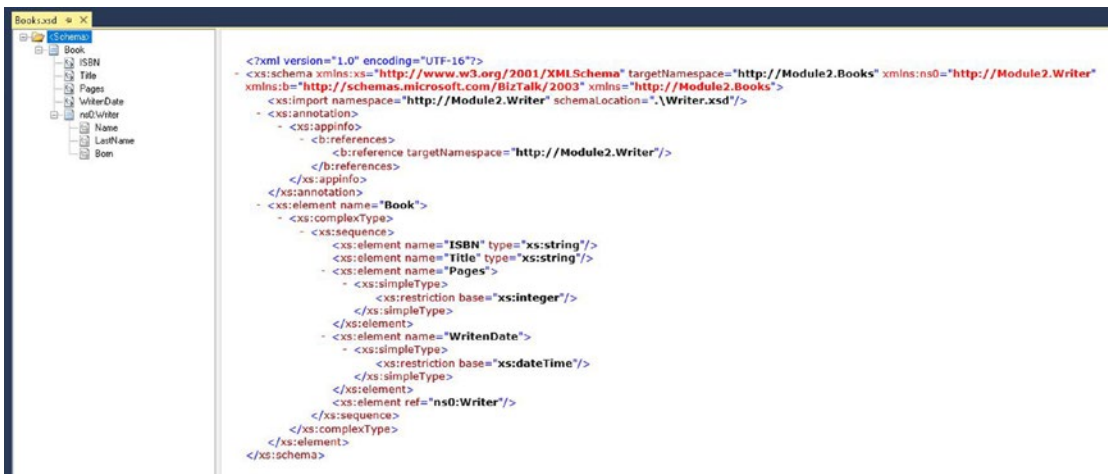 Books.xsd
<Schema>
Book
ISBN
Title
Pages
WritenDate
ns0:Writer
Name
LastName
Born
<?xml version="1.0" encoding="UTF-16"?>
- <xs:schema xmlns:xs="http://www.w3.org/2001/XMLSchema" targetNamespace="http://Module2.Books" xmlns:ns0="http://Module2.Writer"
xmlns:b="http://schemas.microsoft.com/BizTalk/2003" xmlns="http://Module2.Books">
<xs:import namespace="http://Module2.Writer" schemaLocation=".\Writer.xsd"/>
- <xs:annotation>
- <xs:appinfo>
- <b:references>
<b:reference targetNamespace="http://Module2.Writer"/>
</b:references>
</xs:appinfo>
</xs:annotation>
- <xs:element name="Book">
- <xs:complexType>
- <xs:sequence>
<xs:element name="ISBN" type="xs:string"/>
<xs:element name="Title" type="xs:string"/>
- <xs:element name="Pages">
- <xs:simpleType>
<xs:restriction base="xs:integer"/>
</xs:simpleType>
</xs:element>
- <xs:element name="WritenDate">
- <xs:simpleType>
<xs:restriction base="xs:dateTime"/>
</xs:simpleType>
</xs:element>
<xs:element ref="ns0:Writer"/>
</xs:sequence>
</xs:complexType>
</xs:element>
</xs:schema>